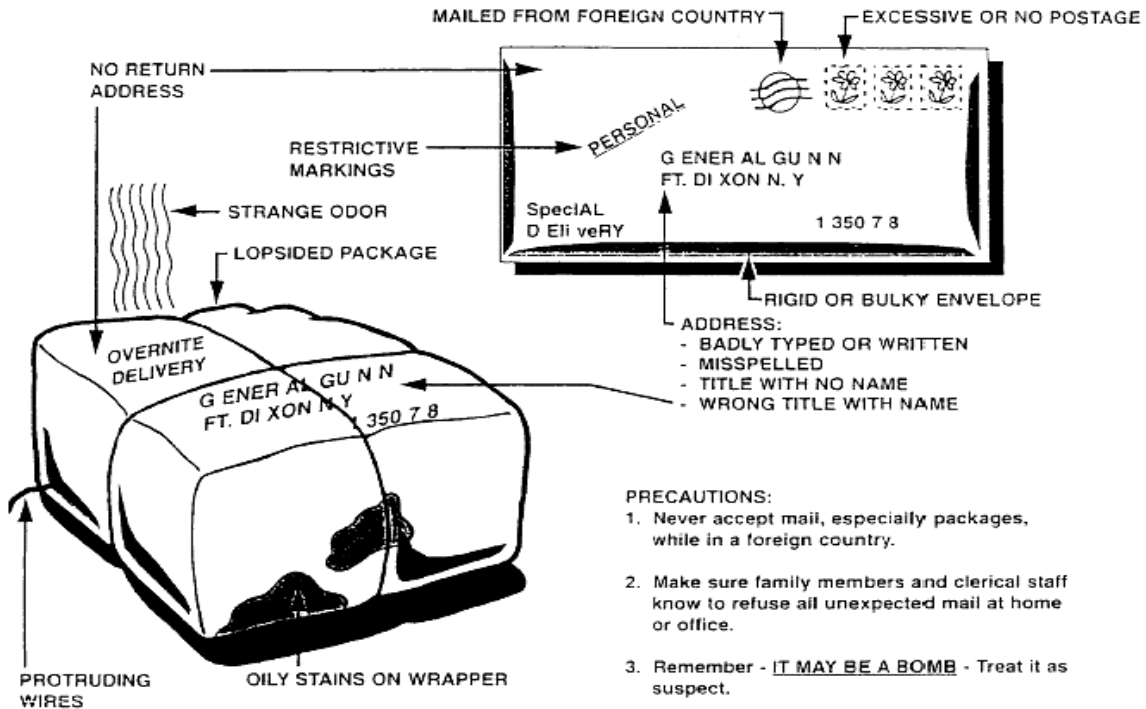 MAILED FROM FOREIGN COUNTRY
EXCESSIVE OR NO POSTAGE
NO RETURN
ADDRESS
RESTRICTIVE
MARKINGS
PERSONAL
G ENER AL GU N N
FT. DI XON N. Y
SpecIAL
D Eli veRY
1 350 7 8
STRANGE ODOR
LOPSIDED PACKAGE
RIGID OR BULKY ENVELOPE
ADDRESS:
- BADLY TYPED OR WRITTEN
- MISSPELLED
- TITLE WITH NO NAME
- WRONG TITLE WITH NAME
OVERNITE
DELIVERY
G ENER AL GU N N
FT. DI XON N Y
1 350 7 8
PROTRUDING
WIRES
OILY STAINS ON WRAPPER
PRECAUTIONS:
1. Never accept mail, especially packages,
while in a foreign country.
2. Make sure family members and clerical staff
know to refuse all unexpected mail at home
or office.
3. Remember - IT MAY BE A BOMB - Treat it as
suspect.